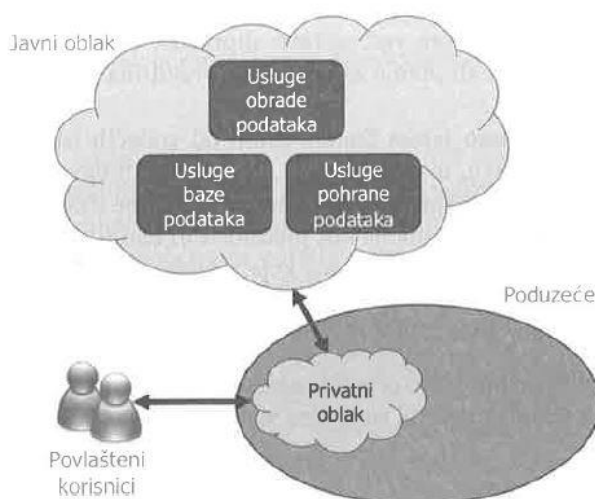 Javni oblak
Usluge
obrade
podataka
Usluge
baze
podataka
Usluge
pohrane
podataka
Poduzeće
Privatni
oblak
Povlašteni
korisnici